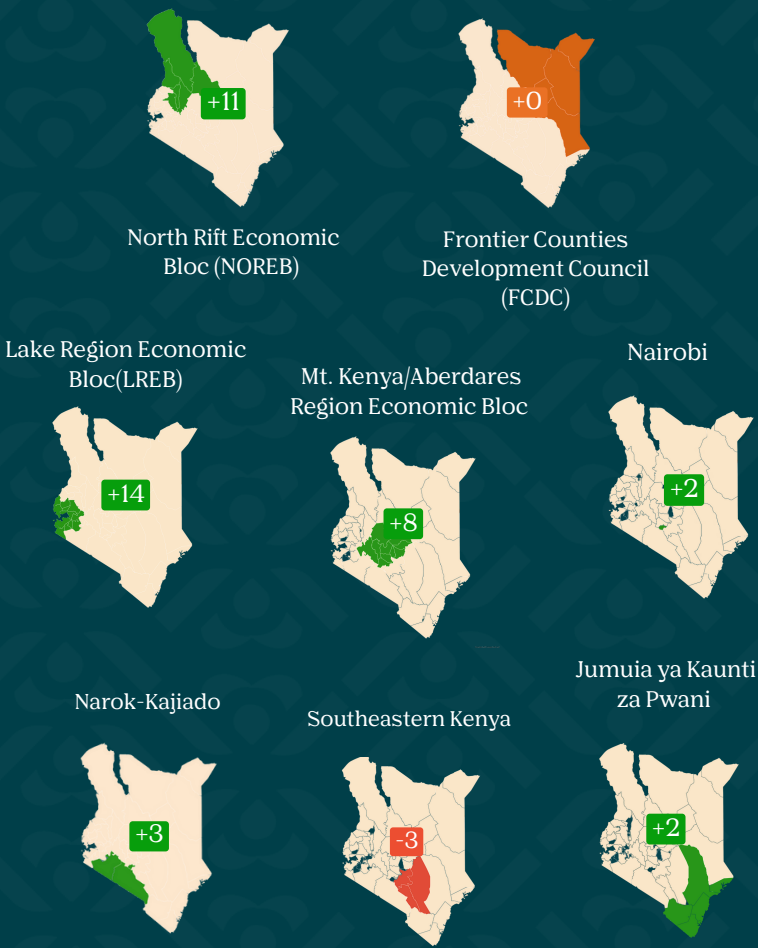 +11
+0
North Rift Economic
Bloc (NOREB)
Frontier Counties
Development Council
(FCDC)
Lake Region Economic
Bloc(LREB)
Mt. Kenya/Aberdares
Region Economic Bloc
Nairobi
+14
+8
+2
Narok-Kajiado
Southeastern Kenya
Jumuia ya Kaunti
za Pwani
+3
-3
+2